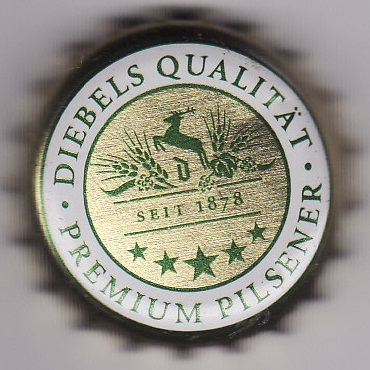 DIEBELS QUALITÄT
D
SEIT 1878
PREMIUM PILSENER